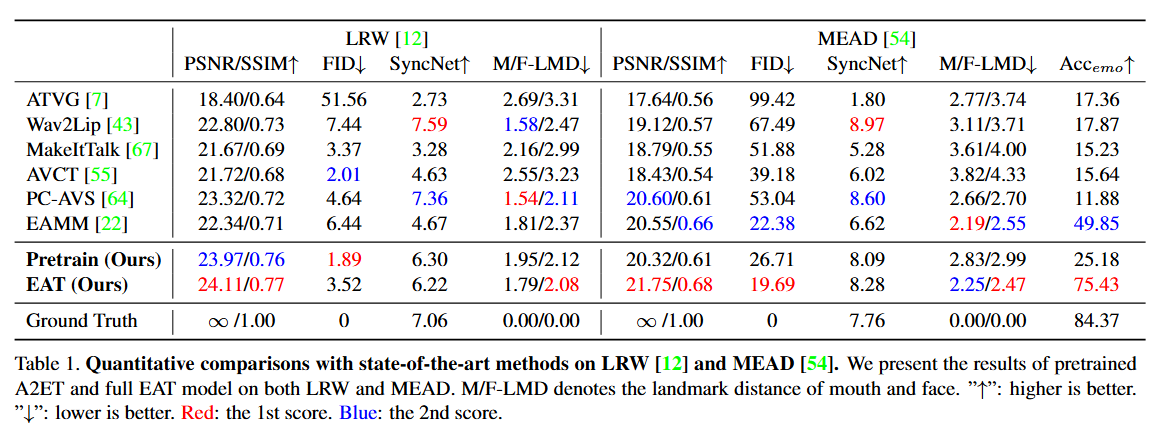 LRW [12] MEAD [54]
PSNR/SSIM↑ FID↓ SyncNet↑ M/F-LMD↓ PSNR/SSIM↑ FID↓ SyncNet↑ M/F-LMD↓ Acc_emo↑
ATVG [7] 18.40/0.64 51.56 2.73 2.69/3.31 17.64/0.56 99.42 1.80 2.77/3.74 17.36
Wav2Lip [43] 22.80/0.73 7.44 7.59 1.58/2.47 19.12/0.57 67.49 8.97 3.11/3.71 17.87
MakeItTalk [67] 21.67/0.69 3.37 3.28 2.16/2.99 18.79/0.55 51.88 5.28 3.61/4.00 15.23
AVCT [55] 21.72/0.68 2.01 4.63 2.55/3.23 18.43/0.54 39.18 6.02 3.82/4.33 15.64
PC-AVS [64] 23.32/0.72 4.64 7.36 1.54/2.11 20.60/0.61 53.04 8.60 2.66/2.70 11.88
EAMM [22] 22.34/0.71 6.44 4.67 1.81/2.37 20.55/0.66 22.38 6.62 2.19/2.55 49.85
Pretrain (Ours) 23.97/0.76 1.89 6.30 1.95/2.12 20.32/0.61 26.71 8.09 2.83/2.99 25.18
EAT (Ours) 24.11/0.77 3.52 6.22 1.79/2.08 21.75/0.68 19.69 8.28 2.25/2.47 75.43
Ground Truth ∞ /1.00 0 7.06 0.00/0.00 ∞ /1.00 0 7.76 0.00/0.00 84.37
Table 1. Quantitative comparisons with state-of-the-art methods on LRW [12] and MEAD [54]. We present the results of pretrained
A2ET and full EAT model on both LRW and MEAD. M/F-LMD denotes the landmark distance of mouth and face. ”↑”: higher is better.
”↓”: lower is better. Red: the 1st score. Blue: the 2nd score.